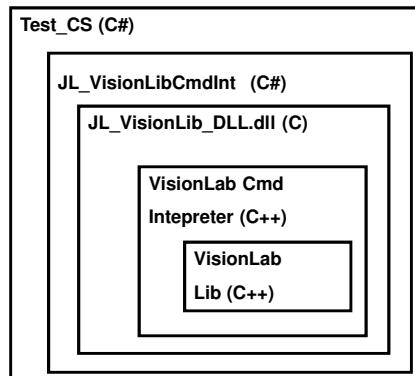 Test_CS (C#)
JL_VisionLibCmdInt (C#)
JL_VisionLib_DLL.dll (C)
VisionLab Cmd
Intepreter (C++)
VisionLab
Lib (C++)